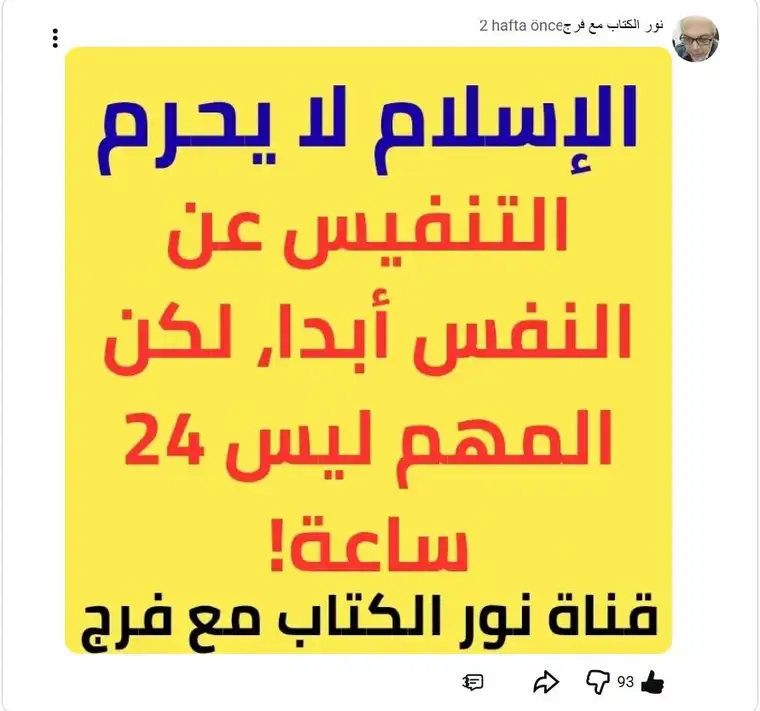 نور الكتاب مع فرج 2 hafta önce
الإسلام لا يحرم
التنفيس عن
النفس أبدا، لكن
المهم ليس 24
ساعة!
قناة نور الكتاب مع فرج
93
3